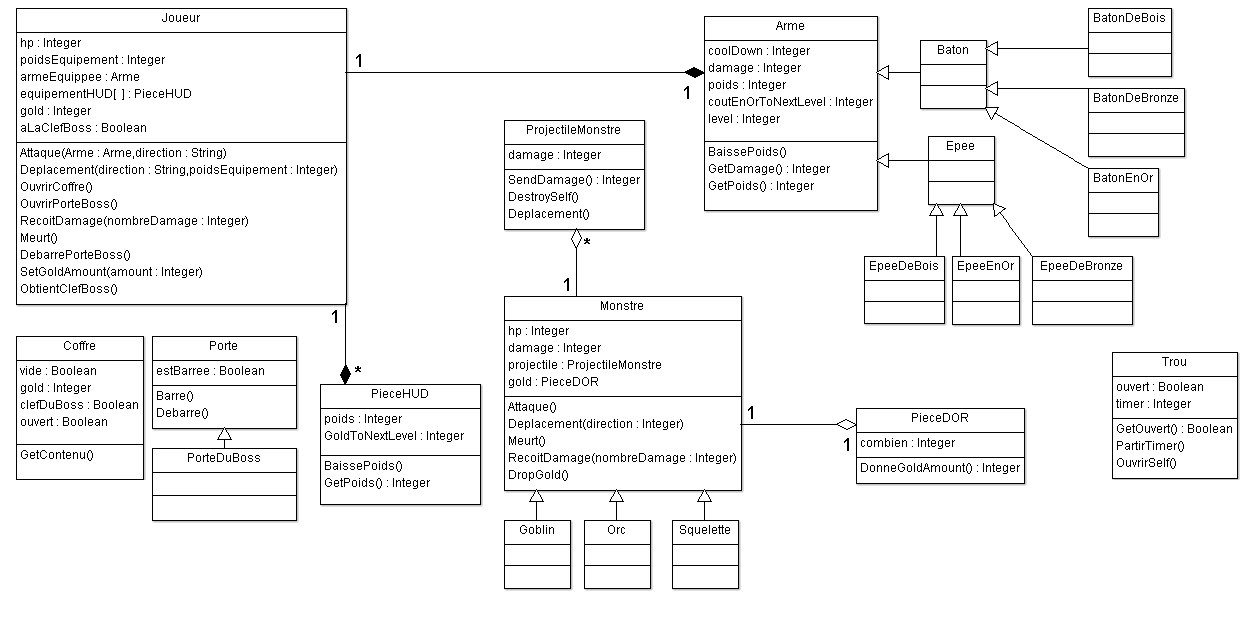 Joueur
hp : Integer
poidsEquipement : Integer
armeEquippee : Arme
equipementHUD[ ] : PieceHUD
gold : Integer
aLaClefBoss : Boolean
Attaque(Arme : Arme,direction : String)
Deplacement(direction : String,poidsEquipement : Integer)
OuvrirCoffre()
OuvrirPorteBoss()
RecoitDamage(nombreDamage : Integer)
Meurt()
DebarrePorteBoss()
SetGoldAmount(amount : Integer)
ObtientClefBoss()
1
1
Arme
coolDown : Integer
damage : Integer
poids : Integer
coutEnOrToNextLevel : Integer
level : Integer
BaissePoids()
GetDamage() : Integer
GetPoids() : Integer
Baton
BatonDeBois
BatonDeBronze
BatonEnOr
Epee
EpeeDeBois
EpeeEnOr
EpeeDeBronze
ProjectileMonstre
damage : Integer
SendDamage() : Integer
DestroySelf()
Deplacement()
*
1
Monstre
hp : Integer
damage : Integer
projectile : ProjectileMonstre
gold : PieceDOR
Attaque()
Deplacement(direction : Integer)
Meurt()
RecoitDamage(nombreDamage : Integer)
DropGold()
1
1
PieceDOR
combien : Integer
DonneGoldAmount() : Integer
Goblin
Orc
Squelette
1
*
PieceHUD
poids : Integer
GoldToNextLevel : Integer
BaissePoids()
GetPoids() : Integer
Coffre
vide : Boolean
gold : Integer
clefDuBoss : Boolean
ouvert : Boolean
GetContenu()
Porte
estBarree : Boolean
Barre()
Debarre()
PorteDuBoss
Trou
ouvert : Boolean
timer : Integer
GetOuvert() : Boolean
PartirTimer()
OuvrirSelf()